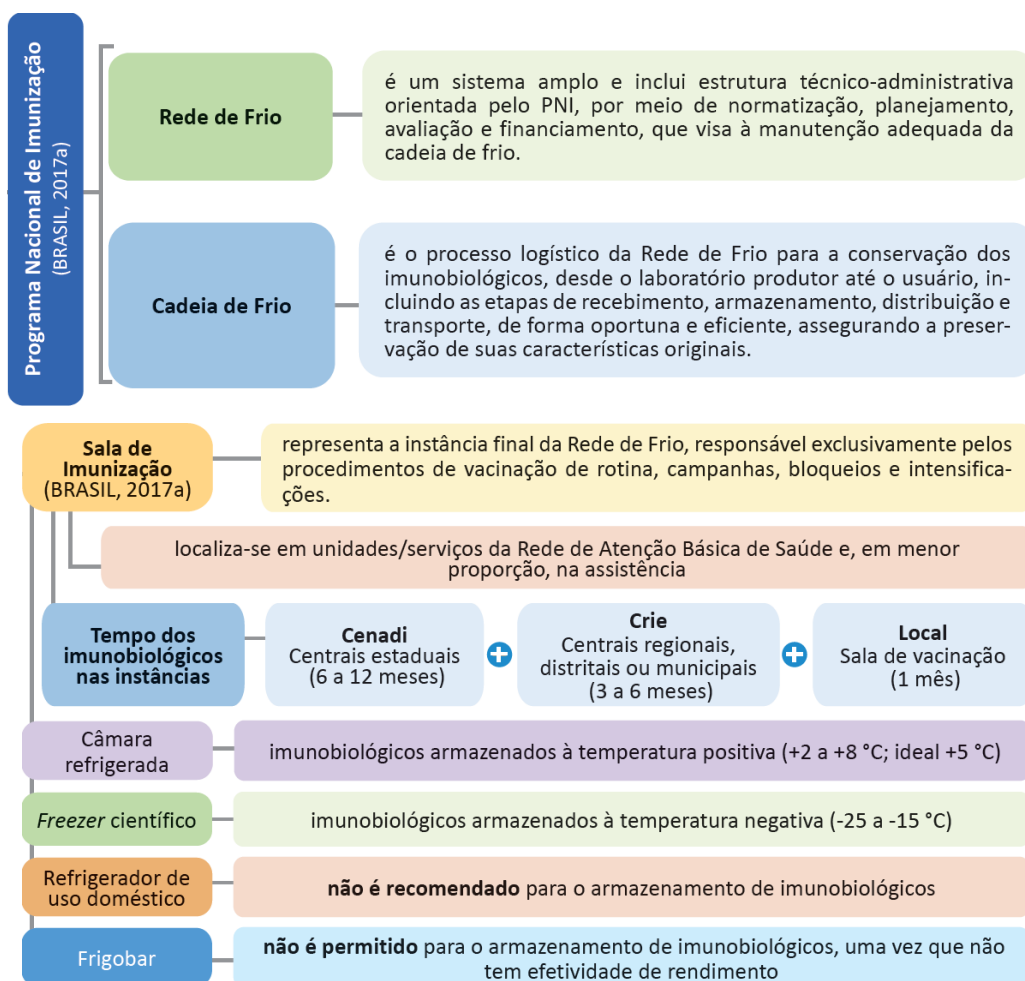 Programa Nacional de Imunização
(BRASIL, 2017a)
Rede de Frio
é um sistema amplo e inclui estrutura técnico-administrativa
orientada pelo PNI, por meio de normatização, planejamento,
avaliação e financiamento, que visa à manutenção adequada da
cadeia de frio.
Cadeia de Frio
é o processo logístico da Rede de Frio para a conservação dos
imunobiológicos, desde o laboratório produtor até o usuário, in-
cluindo as etapas de recebimento, armazenamento, distribuição e
transporte, de forma oportuna e eficiente, assegurando a preser-
vação de suas características originais.
Sala de
Imunização
(BRASIL, 2017a)
representa a instância final da Rede de Frio, responsável exclusivamente pelos
procedimentos de vacinação de rotina, campanhas, bloqueios e intensifica-
ções.
localiza-se em unidades/serviços da Rede de Atenção Básica de Saúde e, em menor
proporção, na assistência
Tempo dos
imunobiológicos
nas instâncias
Cenadi
Centrais estaduais
(6 a 12 meses)
Crie
Centrais regionais,
distritais ou municipais
(3 a 6 meses)
Local
Sala de vacinação
(1 mês)
Câmara
refrigerada
imunobiológicos armazenados à temperatura positiva (+2 a +8 °C; ideal +5 °C)
Freezer científico
imunobiológicos armazenados à temperatura negativa (-25 a -15 °C)
Refrigerador de
uso doméstico
não é recomendado para o armazenamento de imunobiológicos
Frigobar
não é permitido para o armazenamento de imunobiológicos, uma vez que não
tem efetividade de rendimento